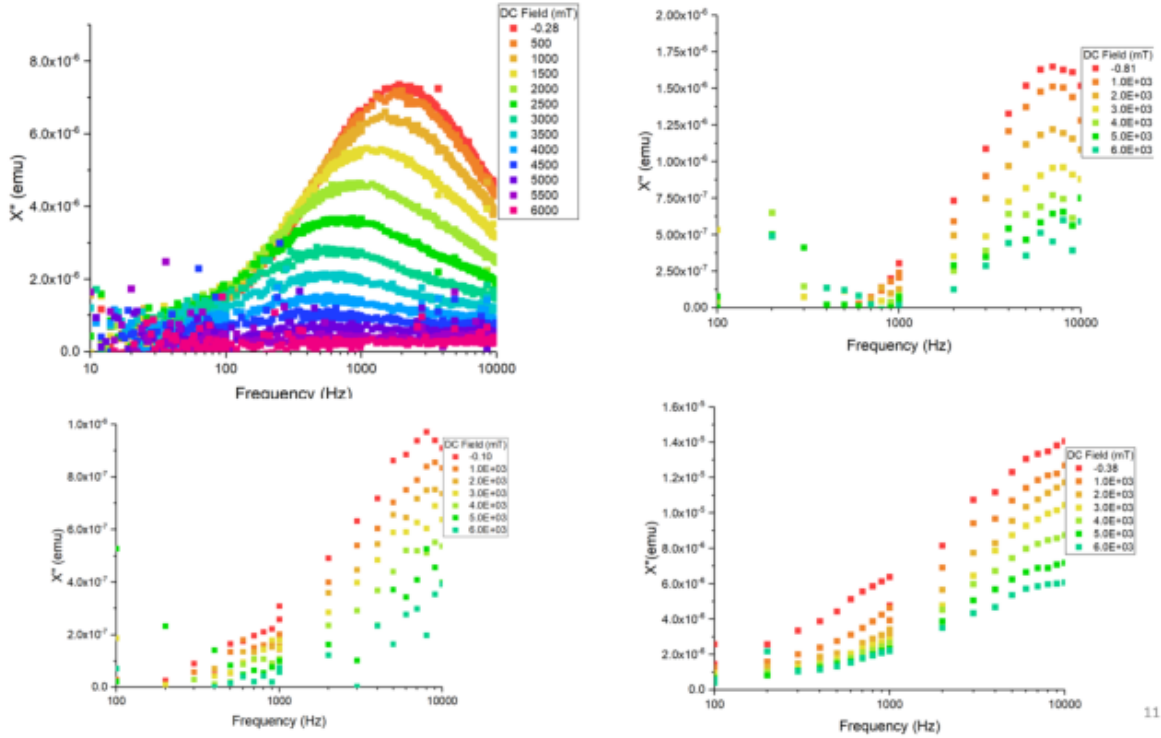 DC Field (mT)
-0.28
500
1000
1500
2000
2500
3000
3500
4000
4500
5000
5500
6000
8.0x10-6
6.0x10-6
4.0x10-6
2.0x10-6
0.0
X" (emu)
10
100
1000
10000
Frequency (Hz)
2.00x10-6
1.75x10-6
1.50x10-6
1.25x10-6
1.00x10-6
7.50x10-7
5.00x10-7
2.50x10-7
0.00
X" (emu)
DC Field (mT)
-0.81
1.0E+03
2.0E+03
3.0E+03
4.0E+03
5.0E+03
6.0E+03
100
1000
10000
Frequency (Hz)
1.0x10-6
8.0x10-7
6.0x10-7
4.0x10-7
2.0x10-7
0.0
X" (emu)
DC Field (mT)
-0.10
1.0E+03
2.0E+03
3.0E+03
4.0E+03
5.0E+03
6.0E+03
100
1000
10000
Frequency (Hz)
1.6x10-5
1.4x10-5
1.2x10-5
1.0x10-5
8.0x10-6
6.0x10-6
4.0x10-6
2.0x10-6
0.0
X"(emu)
DC Field (mT)
-0.38
1.0E+03
2.0E+03
3.0E+03
4.0E+03
5.0E+03
6.0E+03
100
1000
10000
Frequency (Hz)
11